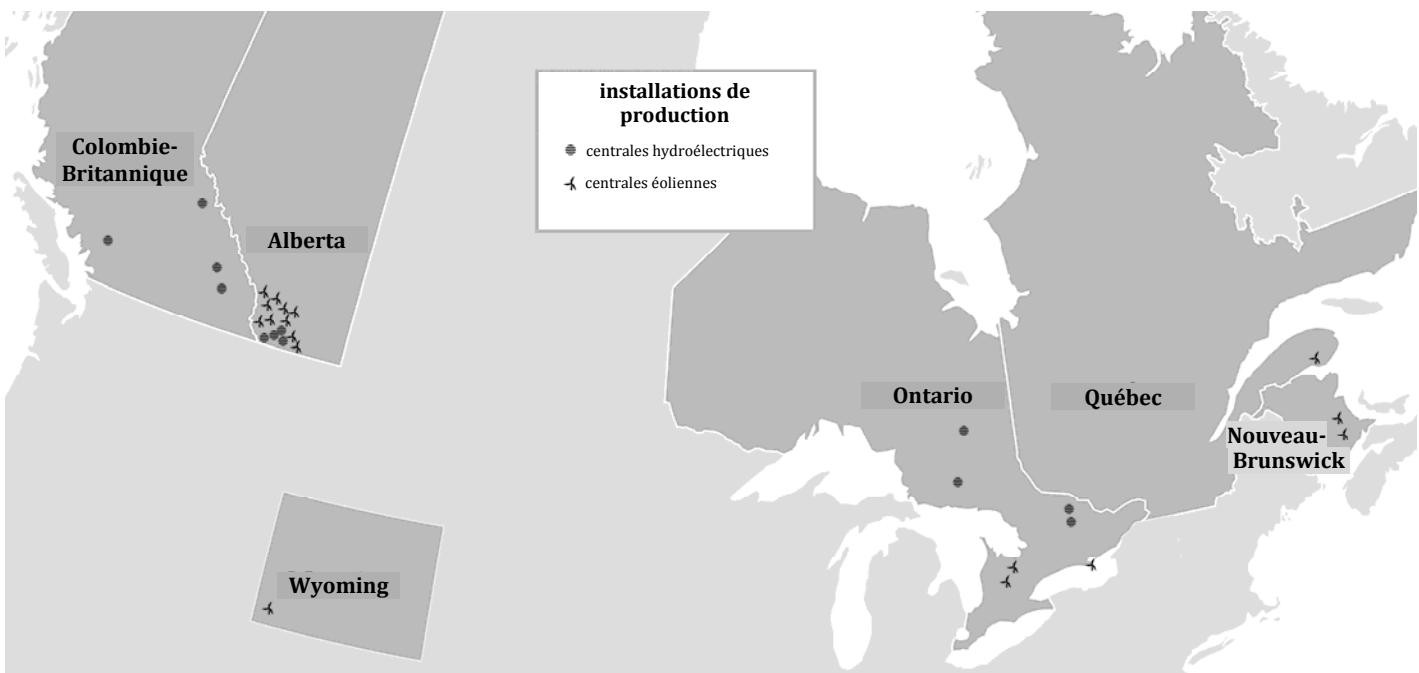 installations de
production
centrales hydroélectriques
centrales éoliennes
Colombie-
Britannique
Alberta
Ontario
Québec
Nouveau-
Brunswick
Wyoming